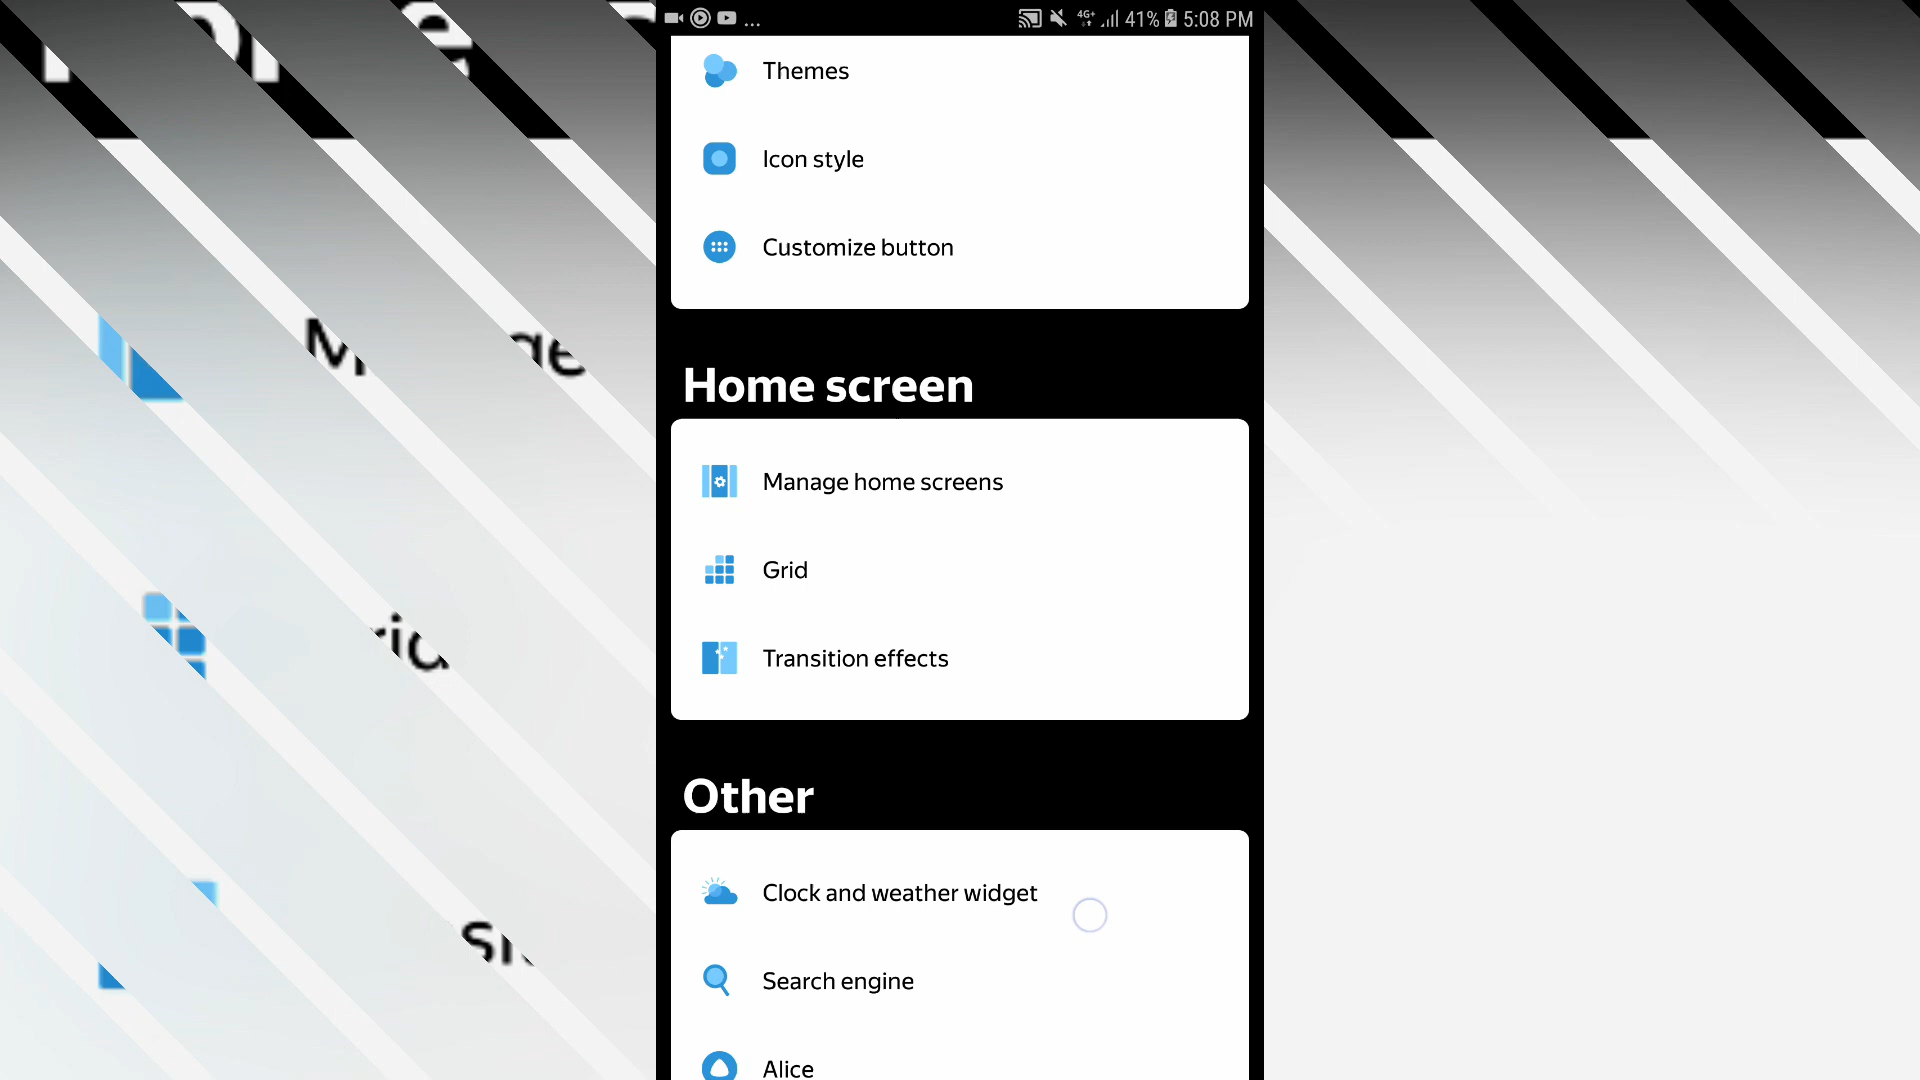 ... 4G+ 41% 5:08 PM
Themes
Icon style
Customize button
Home screen
Manage home screens
Grid
Transition effects
Other
Clock and weather widget
Search engine
Alice